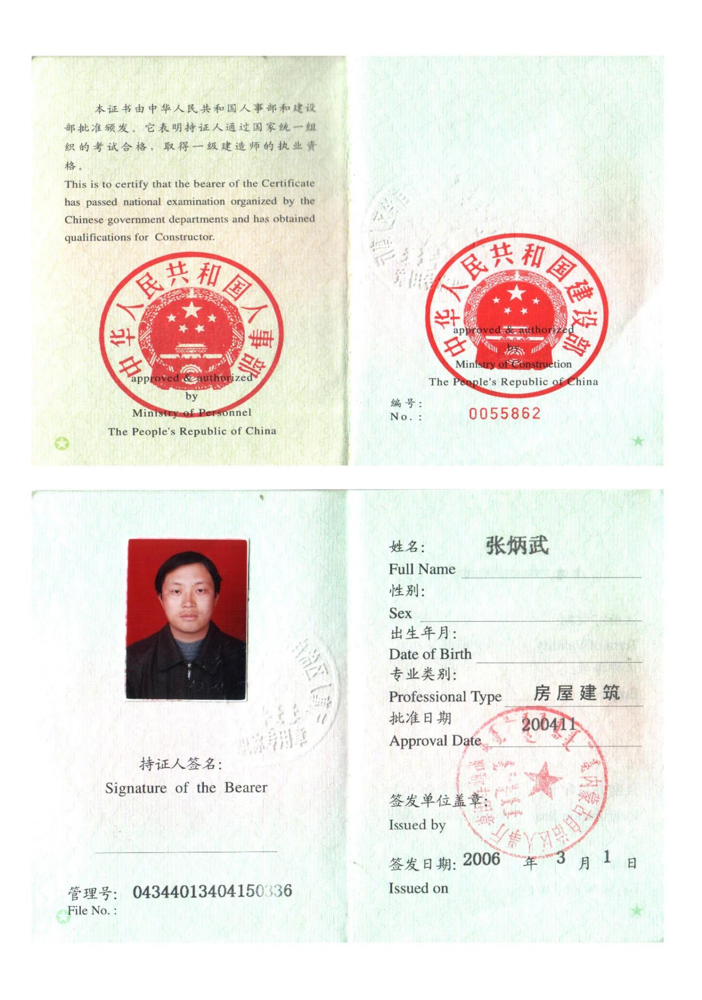 本证书由中华人民共和国人事部和建设
部批准颁发。它表明持证人通过国家统一组
织的考试合格，取得一级建造师的执业资
格。
This is to certify that the bearer of the Certificate
has passed national examination organized by the
Chinese government departments and has obtained
qualifications for Constructor.
中华人民共和国人事部
approved & authorized
by
Ministry of Personnel
The People's Republic of China
中华人民共和国建设部
approved & authorized
by
Ministry of Construction
The People's Republic of China
编号：
No.：
0055862
持证人签名：
Signature of the Bearer
管理号： 04344013404150336
File No.：
姓名： 张炳武
Full Name
性别：
Sex
出生年月：
Date of Birth
专业类别：
Professional Type 房屋建筑
批准日期
200411
Approval Date
内蒙古自治区人事厅
签发单位盖章：
Issued by
签发日期：2006 年 3 月 1 日
Issued on